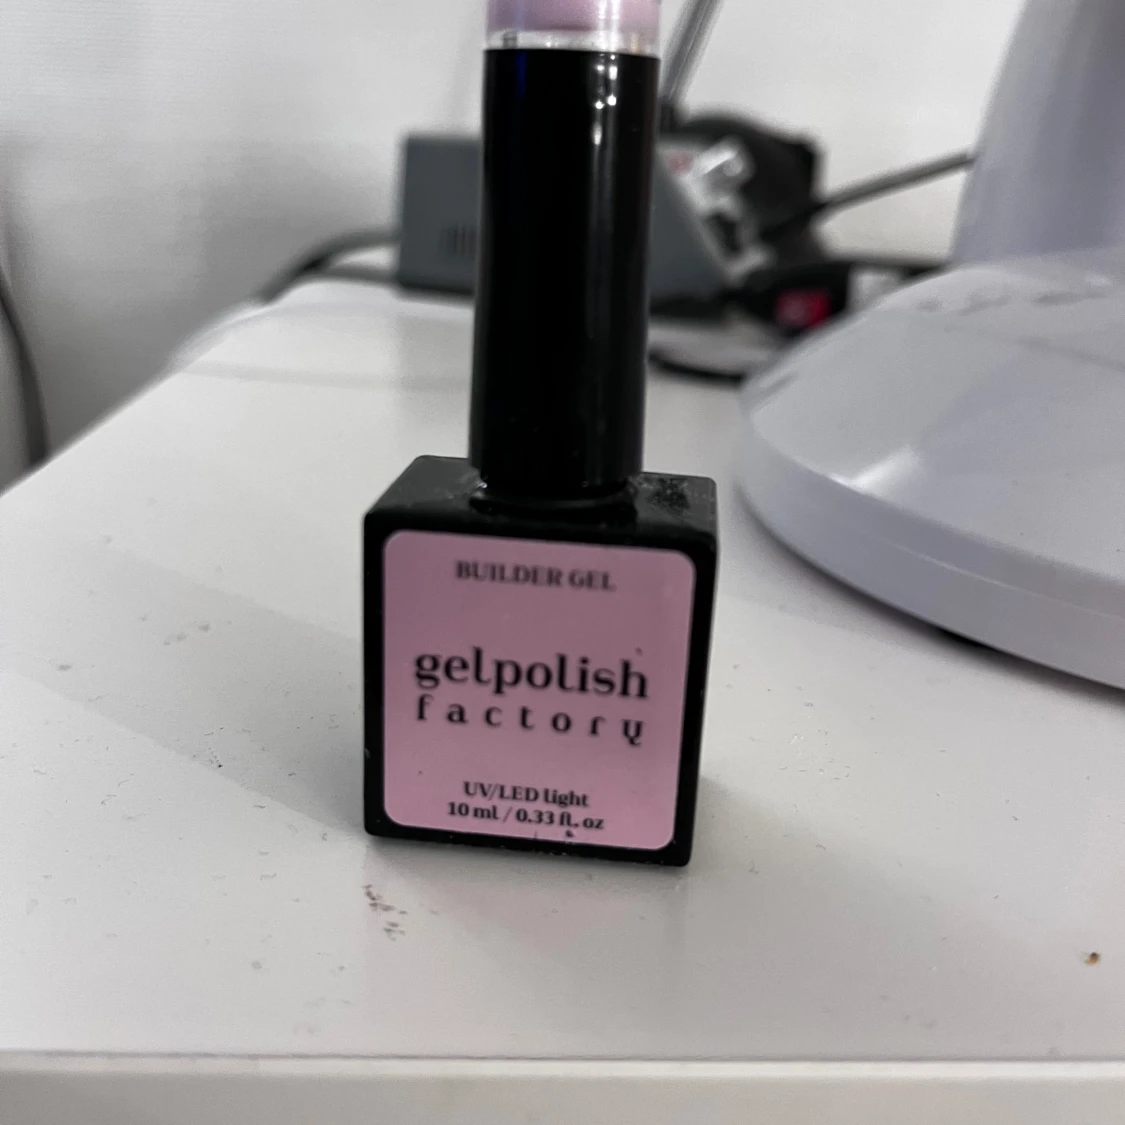 BUILDER GEL
gelpolish
factory
UV/LED light
10 ml / 0.33 fl. oz